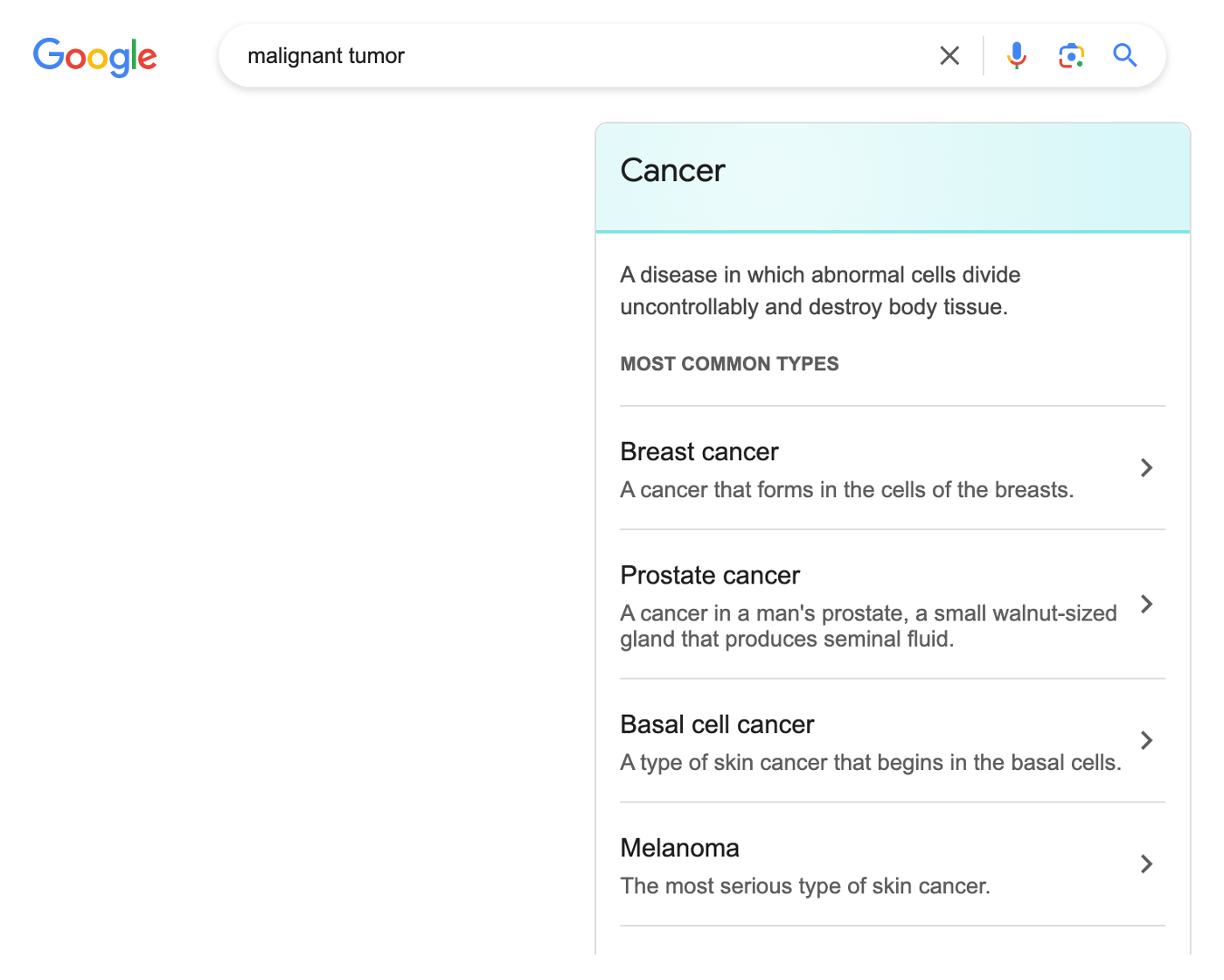 Google
malignant tumor
Cancer
A disease in which abnormal cells divide
uncontrollably and destroy body tissue.
MOST COMMON TYPES
Breast cancer
A cancer that forms in the cells of the breasts.
Prostate cancer
A cancer in a man's prostate, a small walnut-sized
gland that produces seminal fluid.
Basal cell cancer
A type of skin cancer that begins in the basal cells.
Melanoma
The most serious type of skin cancer.